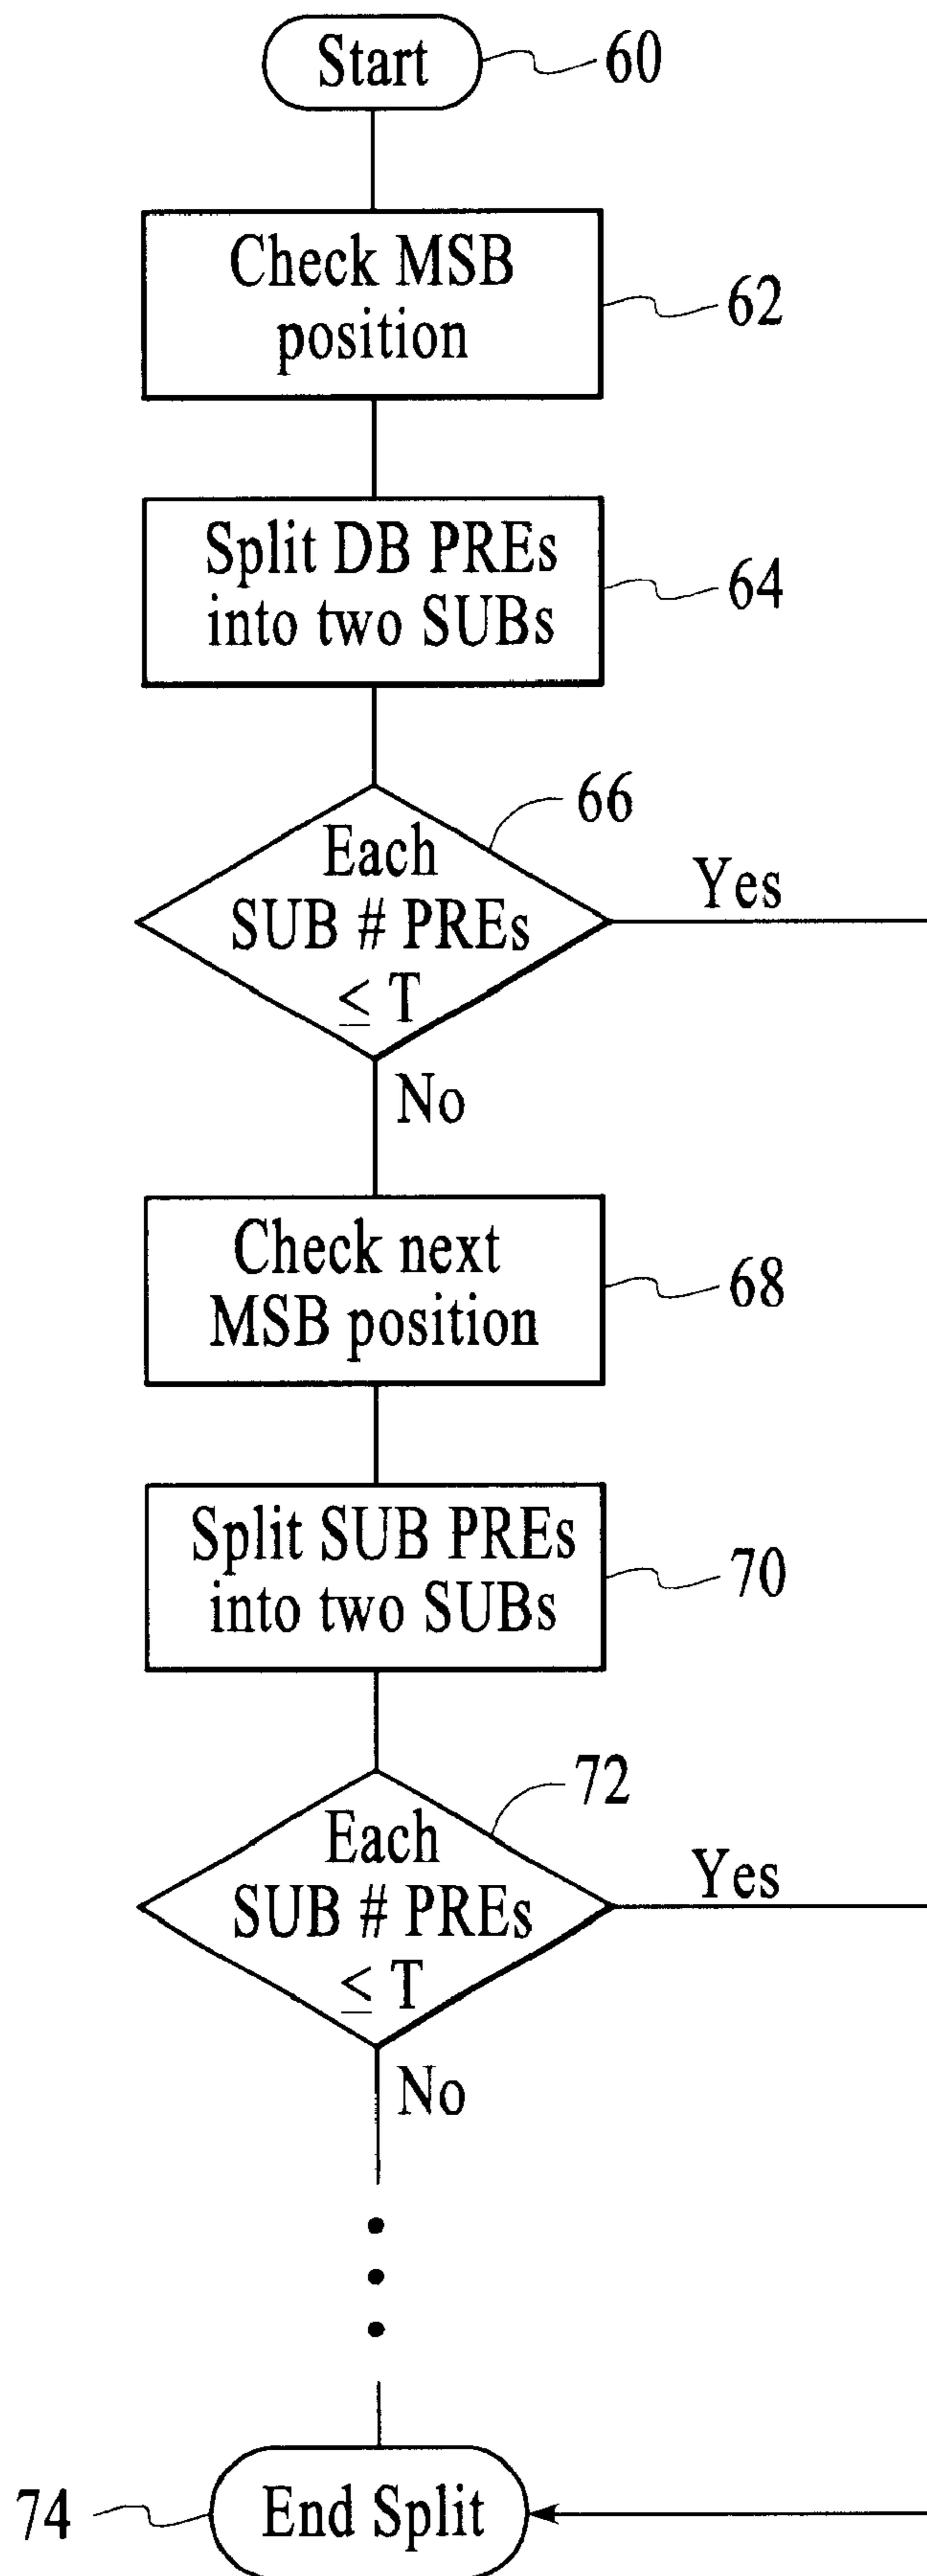 Start
60
Check MSB
position
62
Split DB PREs
into two SUBs
64
66
Each
SUB # PREs
≤ T
Yes
No
Check next
MSB position
68
Split SUB PREs
into two SUBs
70
72
Each
SUB # PREs
≤ T
Yes
No
74
End Split